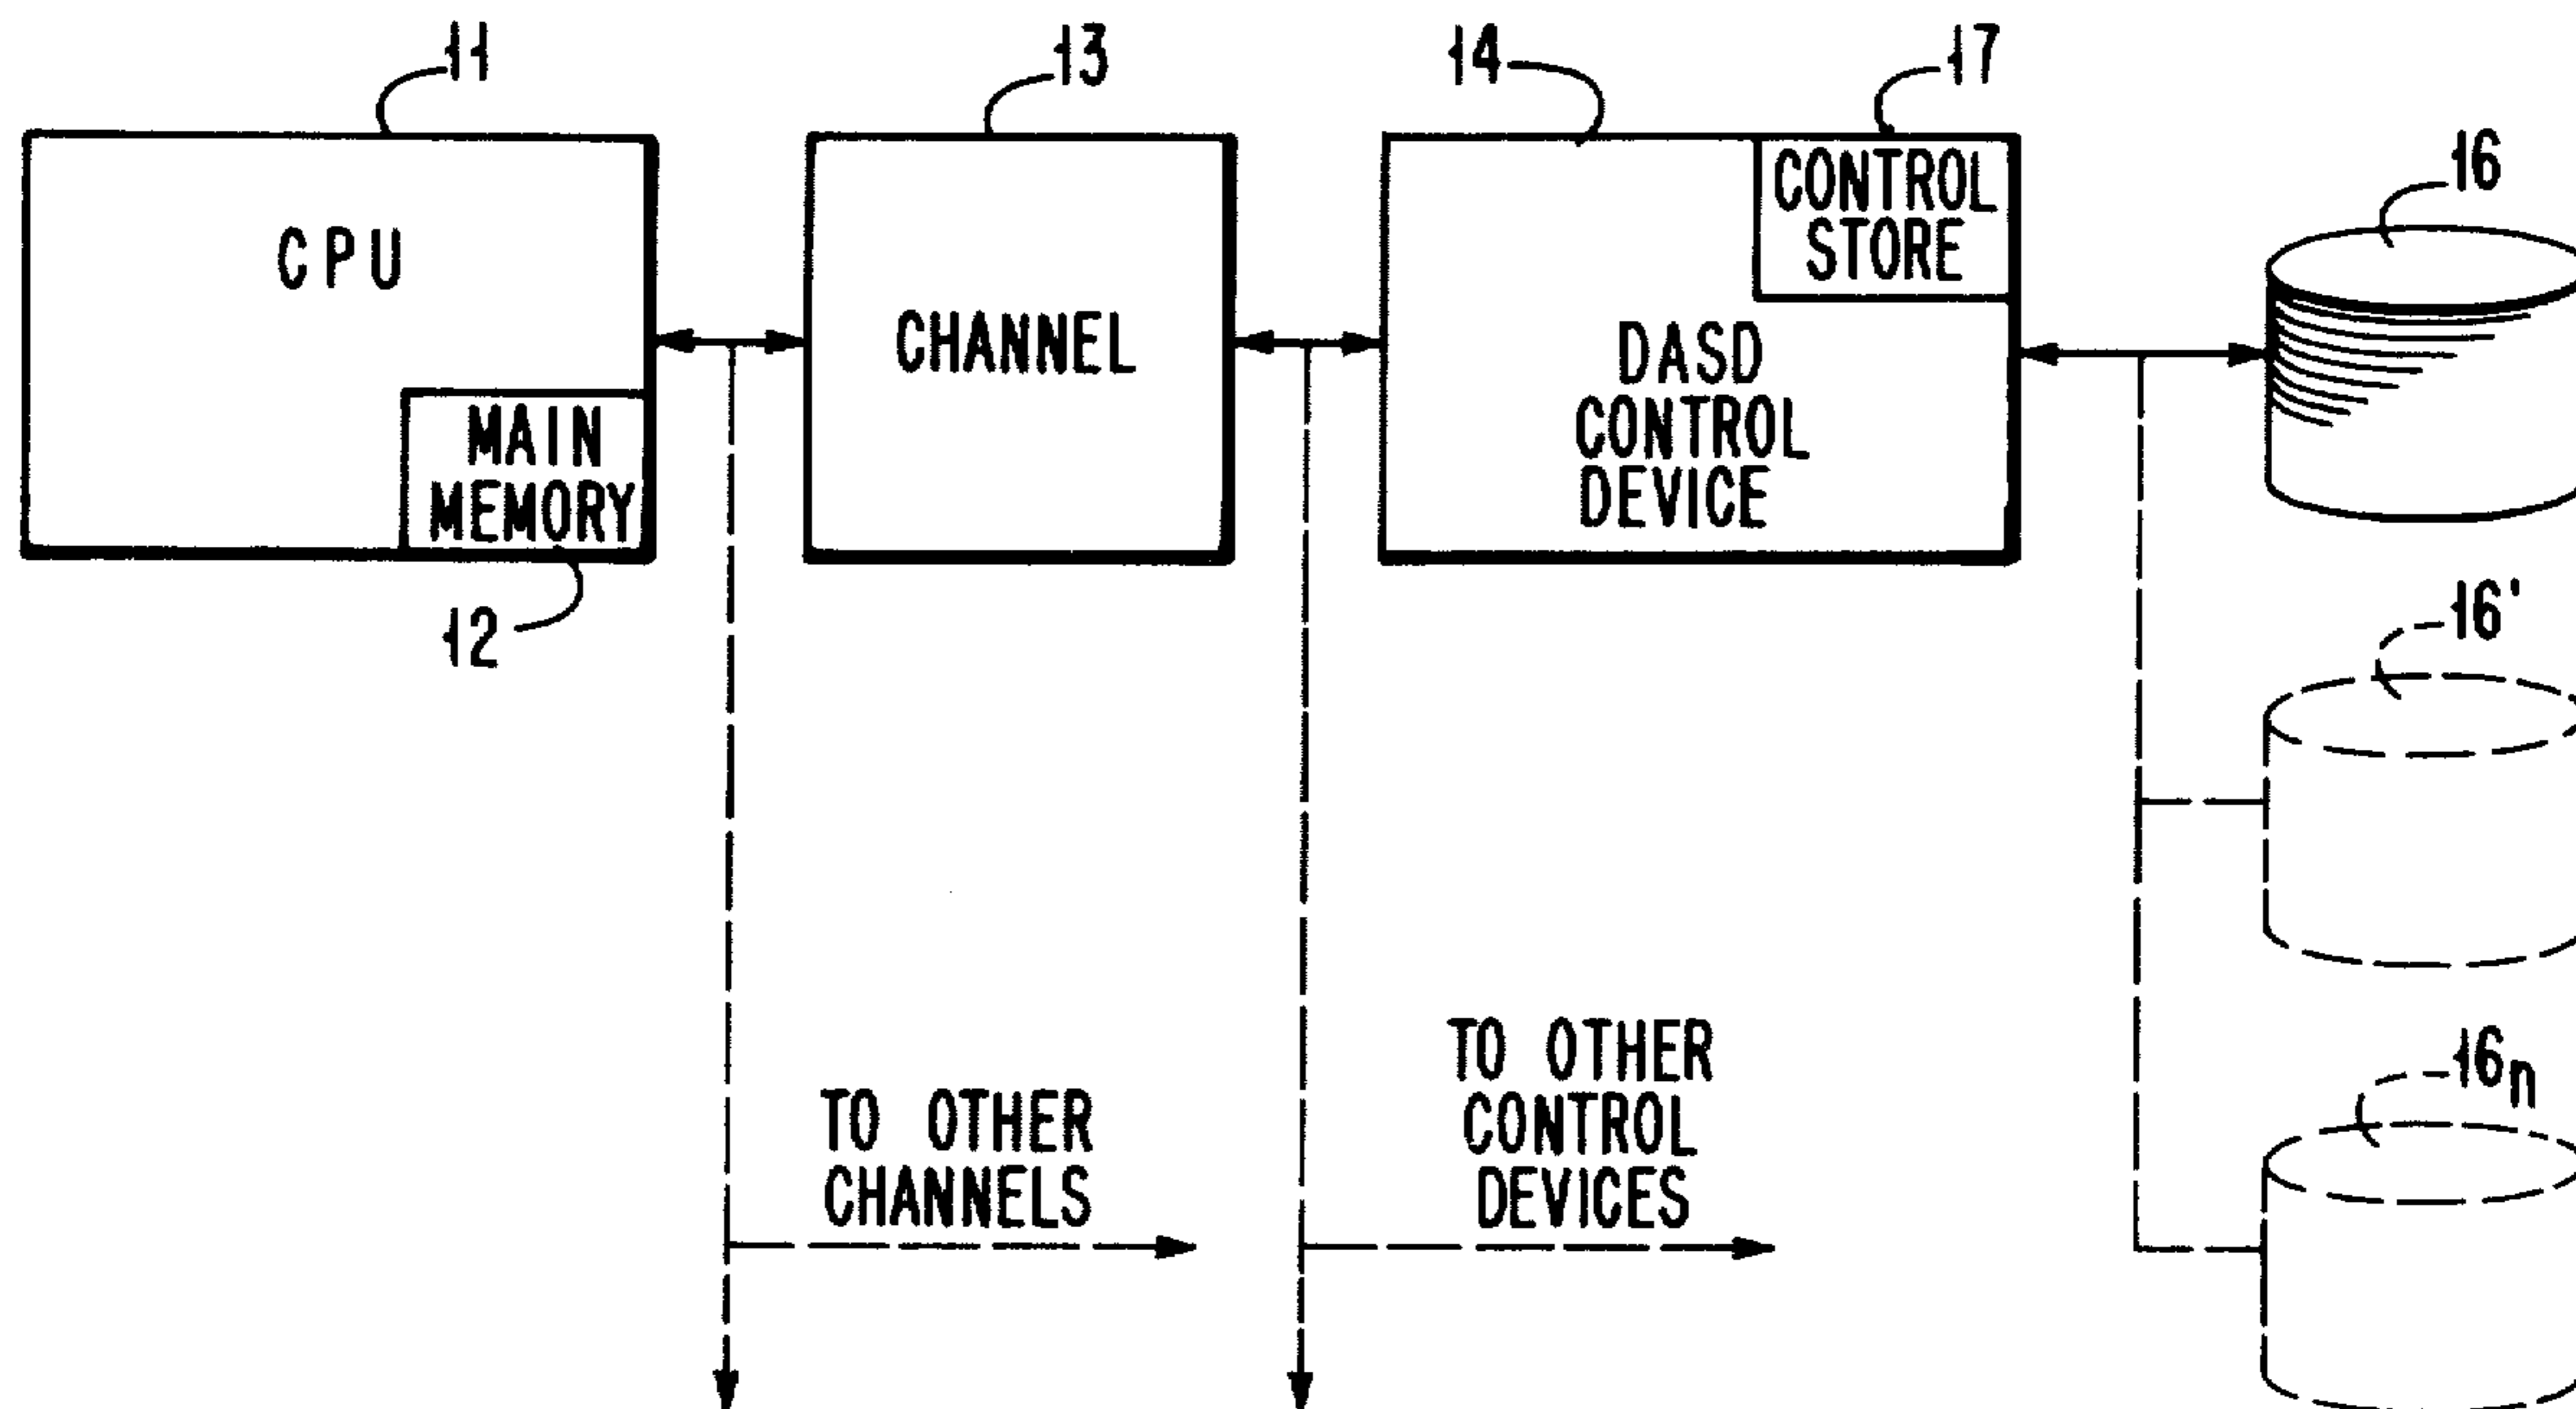 11
13
14
17
16
CPU
MAIN
MEMORY
12
CHANNEL
CONTROL
STORE
DASD
CONTROL
DEVICE
16'
16n
TO OTHER
CHANNELS
TO OTHER
CONTROL
DEVICES